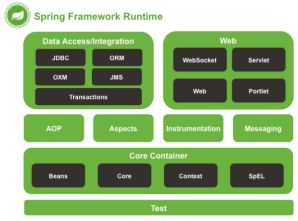 Spring Framework Runtime
Data Access/Integration
JDBC
ORM
OXM
JMS
Transactions
Web
WebSocket
Servlet
Web
Portlet
AOP
Aspects
Instrumentation
Messaging
Core Container
Beans
Core
Context
SpEL
Test